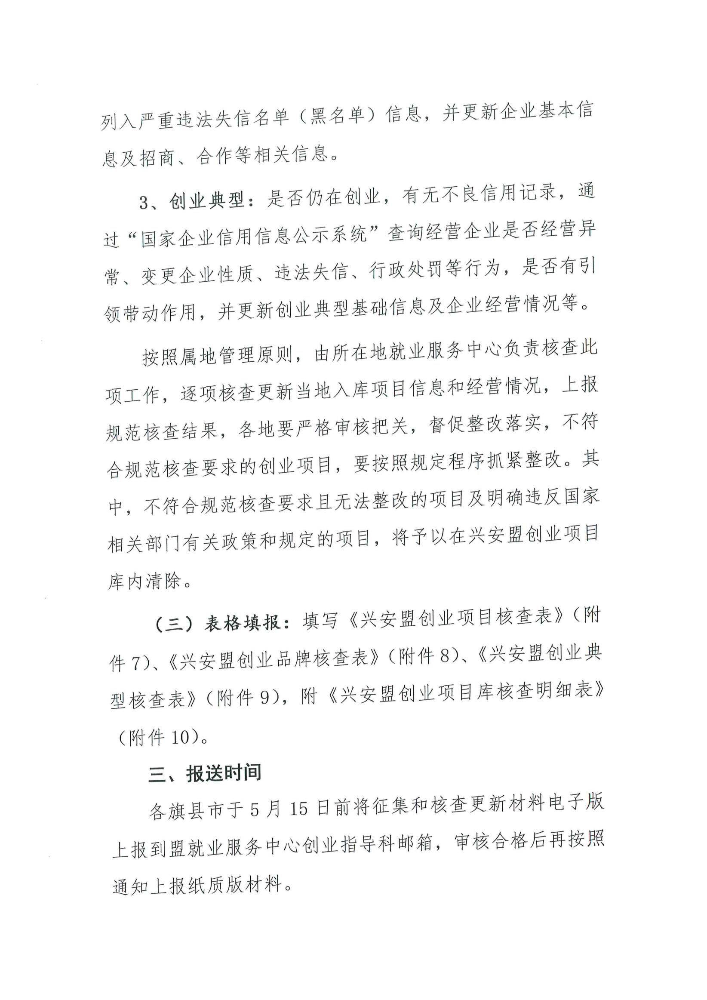 列入严重违法失信名单（黑名单）信息，并更新企业基本信
息及招商、合作等相关信息。
3、创业典型：是否仍在创业，有无不良信用记录，通
过“国家企业信用信息公示系统”查询经营企业是否经营异
常、变更企业性质、违法失信、行政处罚等行为，是否有引
领带动作用，并更新创业典型基础信息及企业经营情况等。
按照属地管理原则，由所在地就业服务中心负责核查此
项工作，逐项核查更新当地入库项目信息和经营情况，上报
规范核查结果，各地要严格审核把关，督促整改落实，不符
合规范核查要求的创业项目，要按照规定程序抓紧整改。其
中，不符合规范核查要求且无法整改的项目及明确违反国家
相关部门有关政策和规定的项目，将予以在兴安盟创业项目
库内清除。
（三）表格填报：填写《兴安盟创业项目核查表》（附
件 7）、《兴安盟创业品牌核查表》（附件 8）、《兴安盟创业典
型核查表》（附件 9），附《兴安盟创业项目库核查明细表》
（附件 10）。
三、报送时间
各旗县市于 5 月 15 日前将征集和核查更新材料电子版
上报到盟就业服务中心创业指导科邮箱，审核合格后再按照
通知上报纸质版材料。